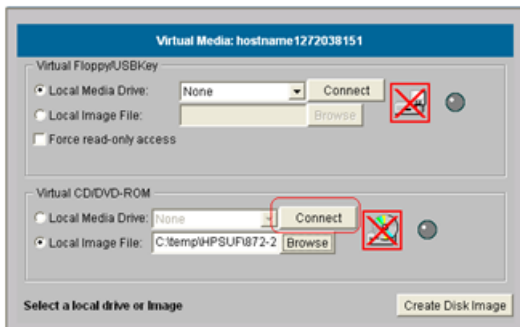 Virtual Media: hostname1272038151
Virtual Floppy/USBKey
Local Media Drive: None Connect
Local Image File: Browse
Force read-only access
Virtual CD/DVD-ROM
Local Media Drive: None Connect
Local Image File: C:\temp\HPSUF\872-2 Browse
Select a local drive or Image Create Disk Image